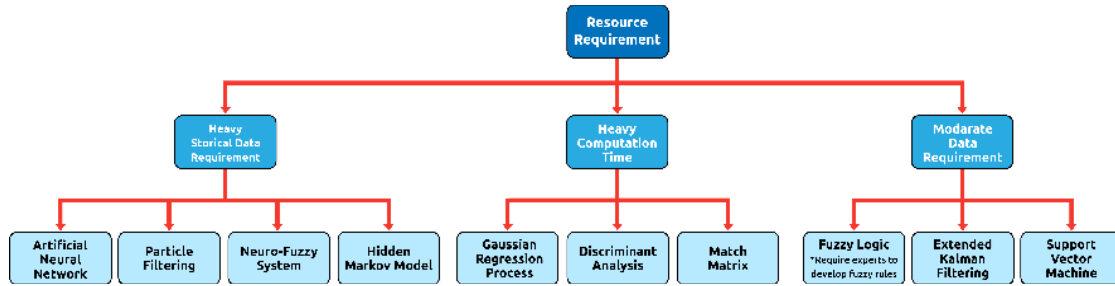 Resource
Requirement
Heavy
Storical Data
Requirement
Heavy
Computation
Time
Modarate
Data
Requirement
Artificial
Neural
Network
Particle
Filtering
Neuro-Fuzzy
System
Hidden
Markov Model
Gaussian
Regression
Process
Discriminant
Analysis
Match
Matrix
Fuzzy Logic
*Require experts to
develop fuzzy rules
Extended
Kalman
Filtering
Support
Vector
Machine